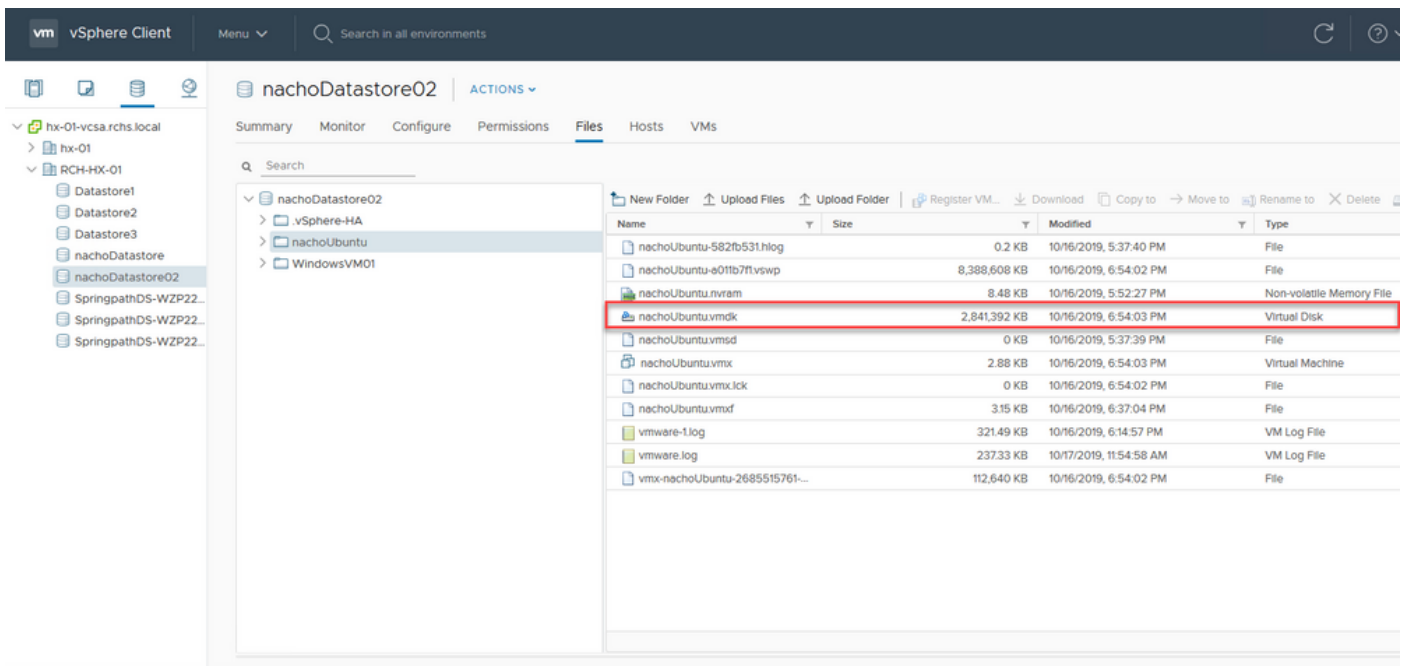 vm vSphere Client Menu Search in all environments
nachoDatastore02 ACTIONS
Summary Monitor Configure Permissions Files Hosts VMs
hx-01-vcsa.rchs.local
hx-01
RCH-HX-01
Datastore1
Datastore2
Datastore3
nachoDatastore
nachoDatastore02
SpringpathDS-WZP22...
SpringpathDS-WZP22...
SpringpathDS-WZP22...
Search
nachoDatastore02
.vSphere-HA
nachoUbuntu
WindowsVM01
New Folder Upload Files Upload Folder Register VM... Download Copy to Move to Rename to Delete
Name Size Modified Type
nachoUbuntu-582fb531.hlog 0.2 KB 10/16/2019, 5:37:40 PM File
nachoUbuntu-a011b7f1.vswp 8,388,608 KB 10/16/2019, 6:54:02 PM File
nachoUbuntu.nvram 8.48 KB 10/16/2019, 5:52:27 PM Non-volatile Memory File
nachoUbuntu.vmdk 2,841,392 KB 10/16/2019, 6:54:03 PM Virtual Disk
nachoUbuntu.vmsd 0 KB 10/16/2019, 5:37:39 PM File
nachoUbuntu.vmx 2.88 KB 10/16/2019, 6:54:03 PM Virtual Machine
nachoUbuntu.vmx.lck 0 KB 10/16/2019, 6:54:02 PM File
nachoUbuntu.vmxf 3.15 KB 10/16/2019, 6:37:04 PM File
vmware-1.log 321.49 KB 10/16/2019, 6:14:57 PM VM Log File
vmware.log 237.33 KB 10/17/2019, 11:54:58 AM VM Log File
vmx-nachoUbuntu-2685515761-... 112,640 KB 10/16/2019, 6:54:02 PM File